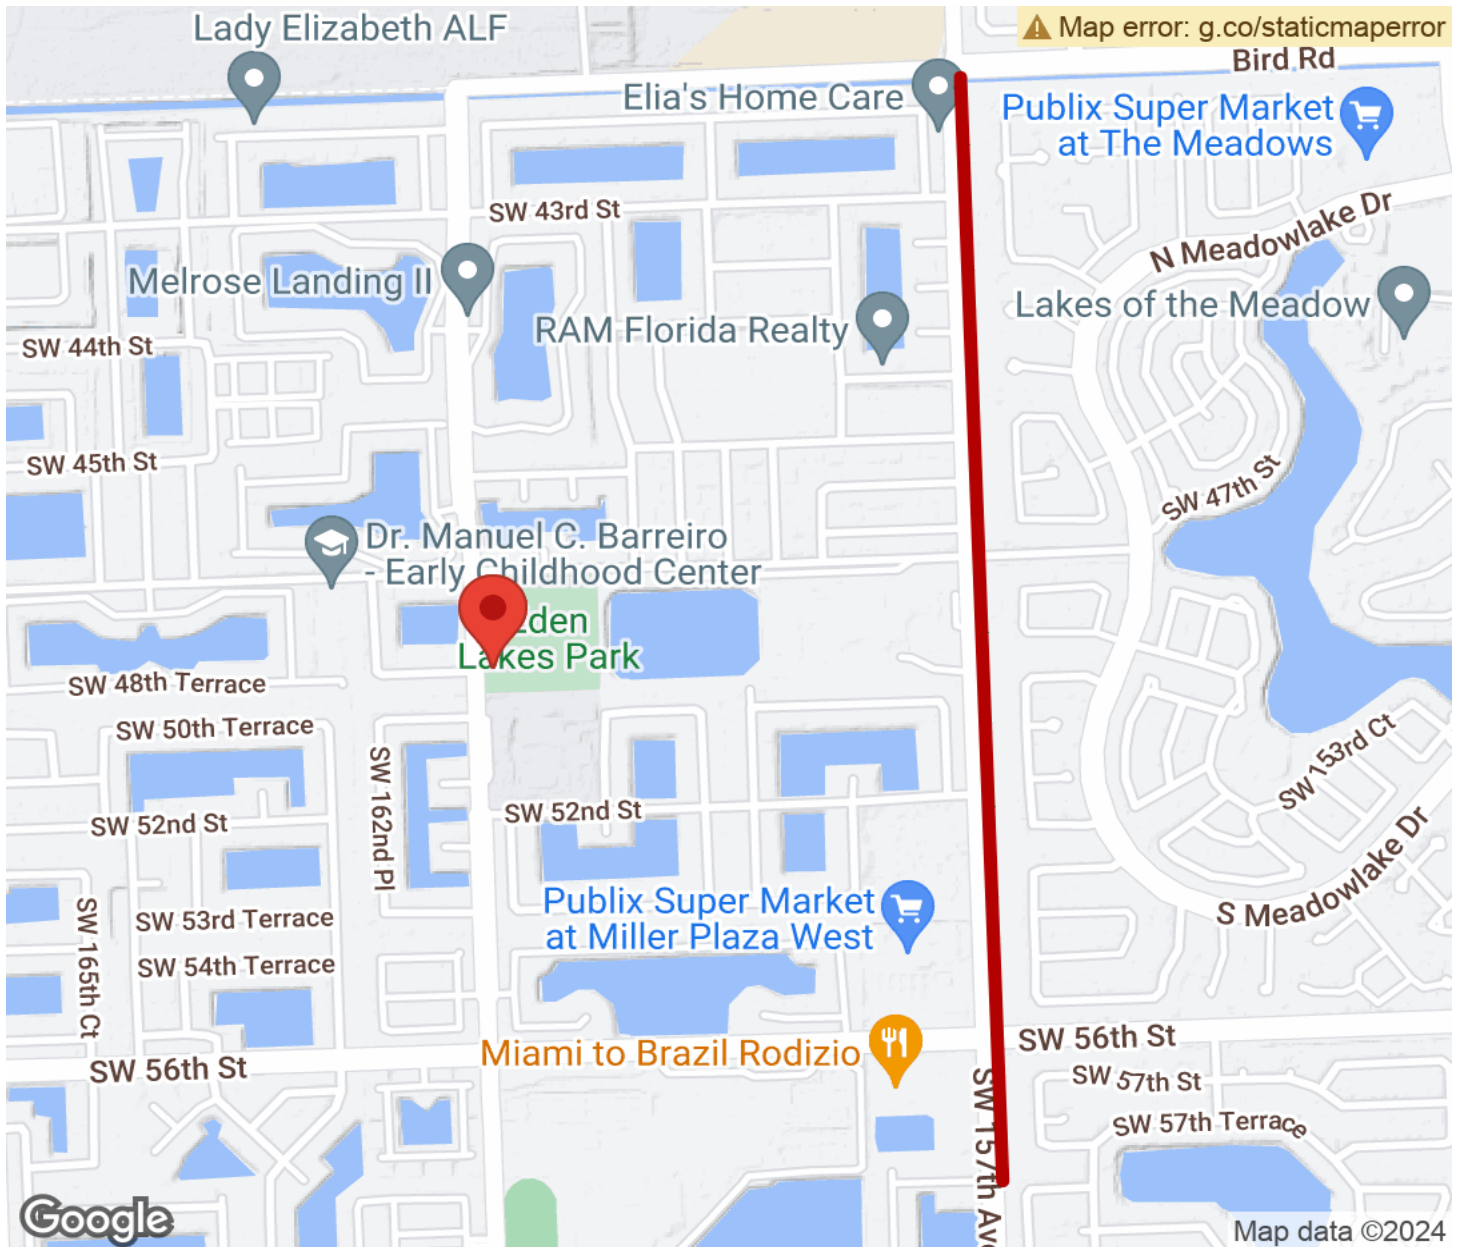 Lady Elizabeth ALF
Map error: g.co/staticmaperror
Bird Rd
Elia's Home Care
Publix Super Market
at The Meadows
SW 43rd St
N Meadowlake Dr
Melrose Landing II
Lakes of the Meadow
RAM Florida Realty
SW 44th St
SW 45th St
SW 47th St
Dr. Manuel C. Barreiro
- Early Childhood Center
Eden
Lakes Park
SW 48th Terrace
SW 50th Terrace
SW 153rd Ct
SW 162nd Pl
SW 52nd St
SW 52nd St
S Meadowlake Dr
Publix Super Market
at Miller Plaza West
SW 53rd Terrace
SW 165th Ct
SW 54th Terrace
SW 56th St
Miami to Brazil Rodizio
SW 56th St
SW 57th St
SW 157th Ave
SW 57th Terrace
Google
Map data ©2024